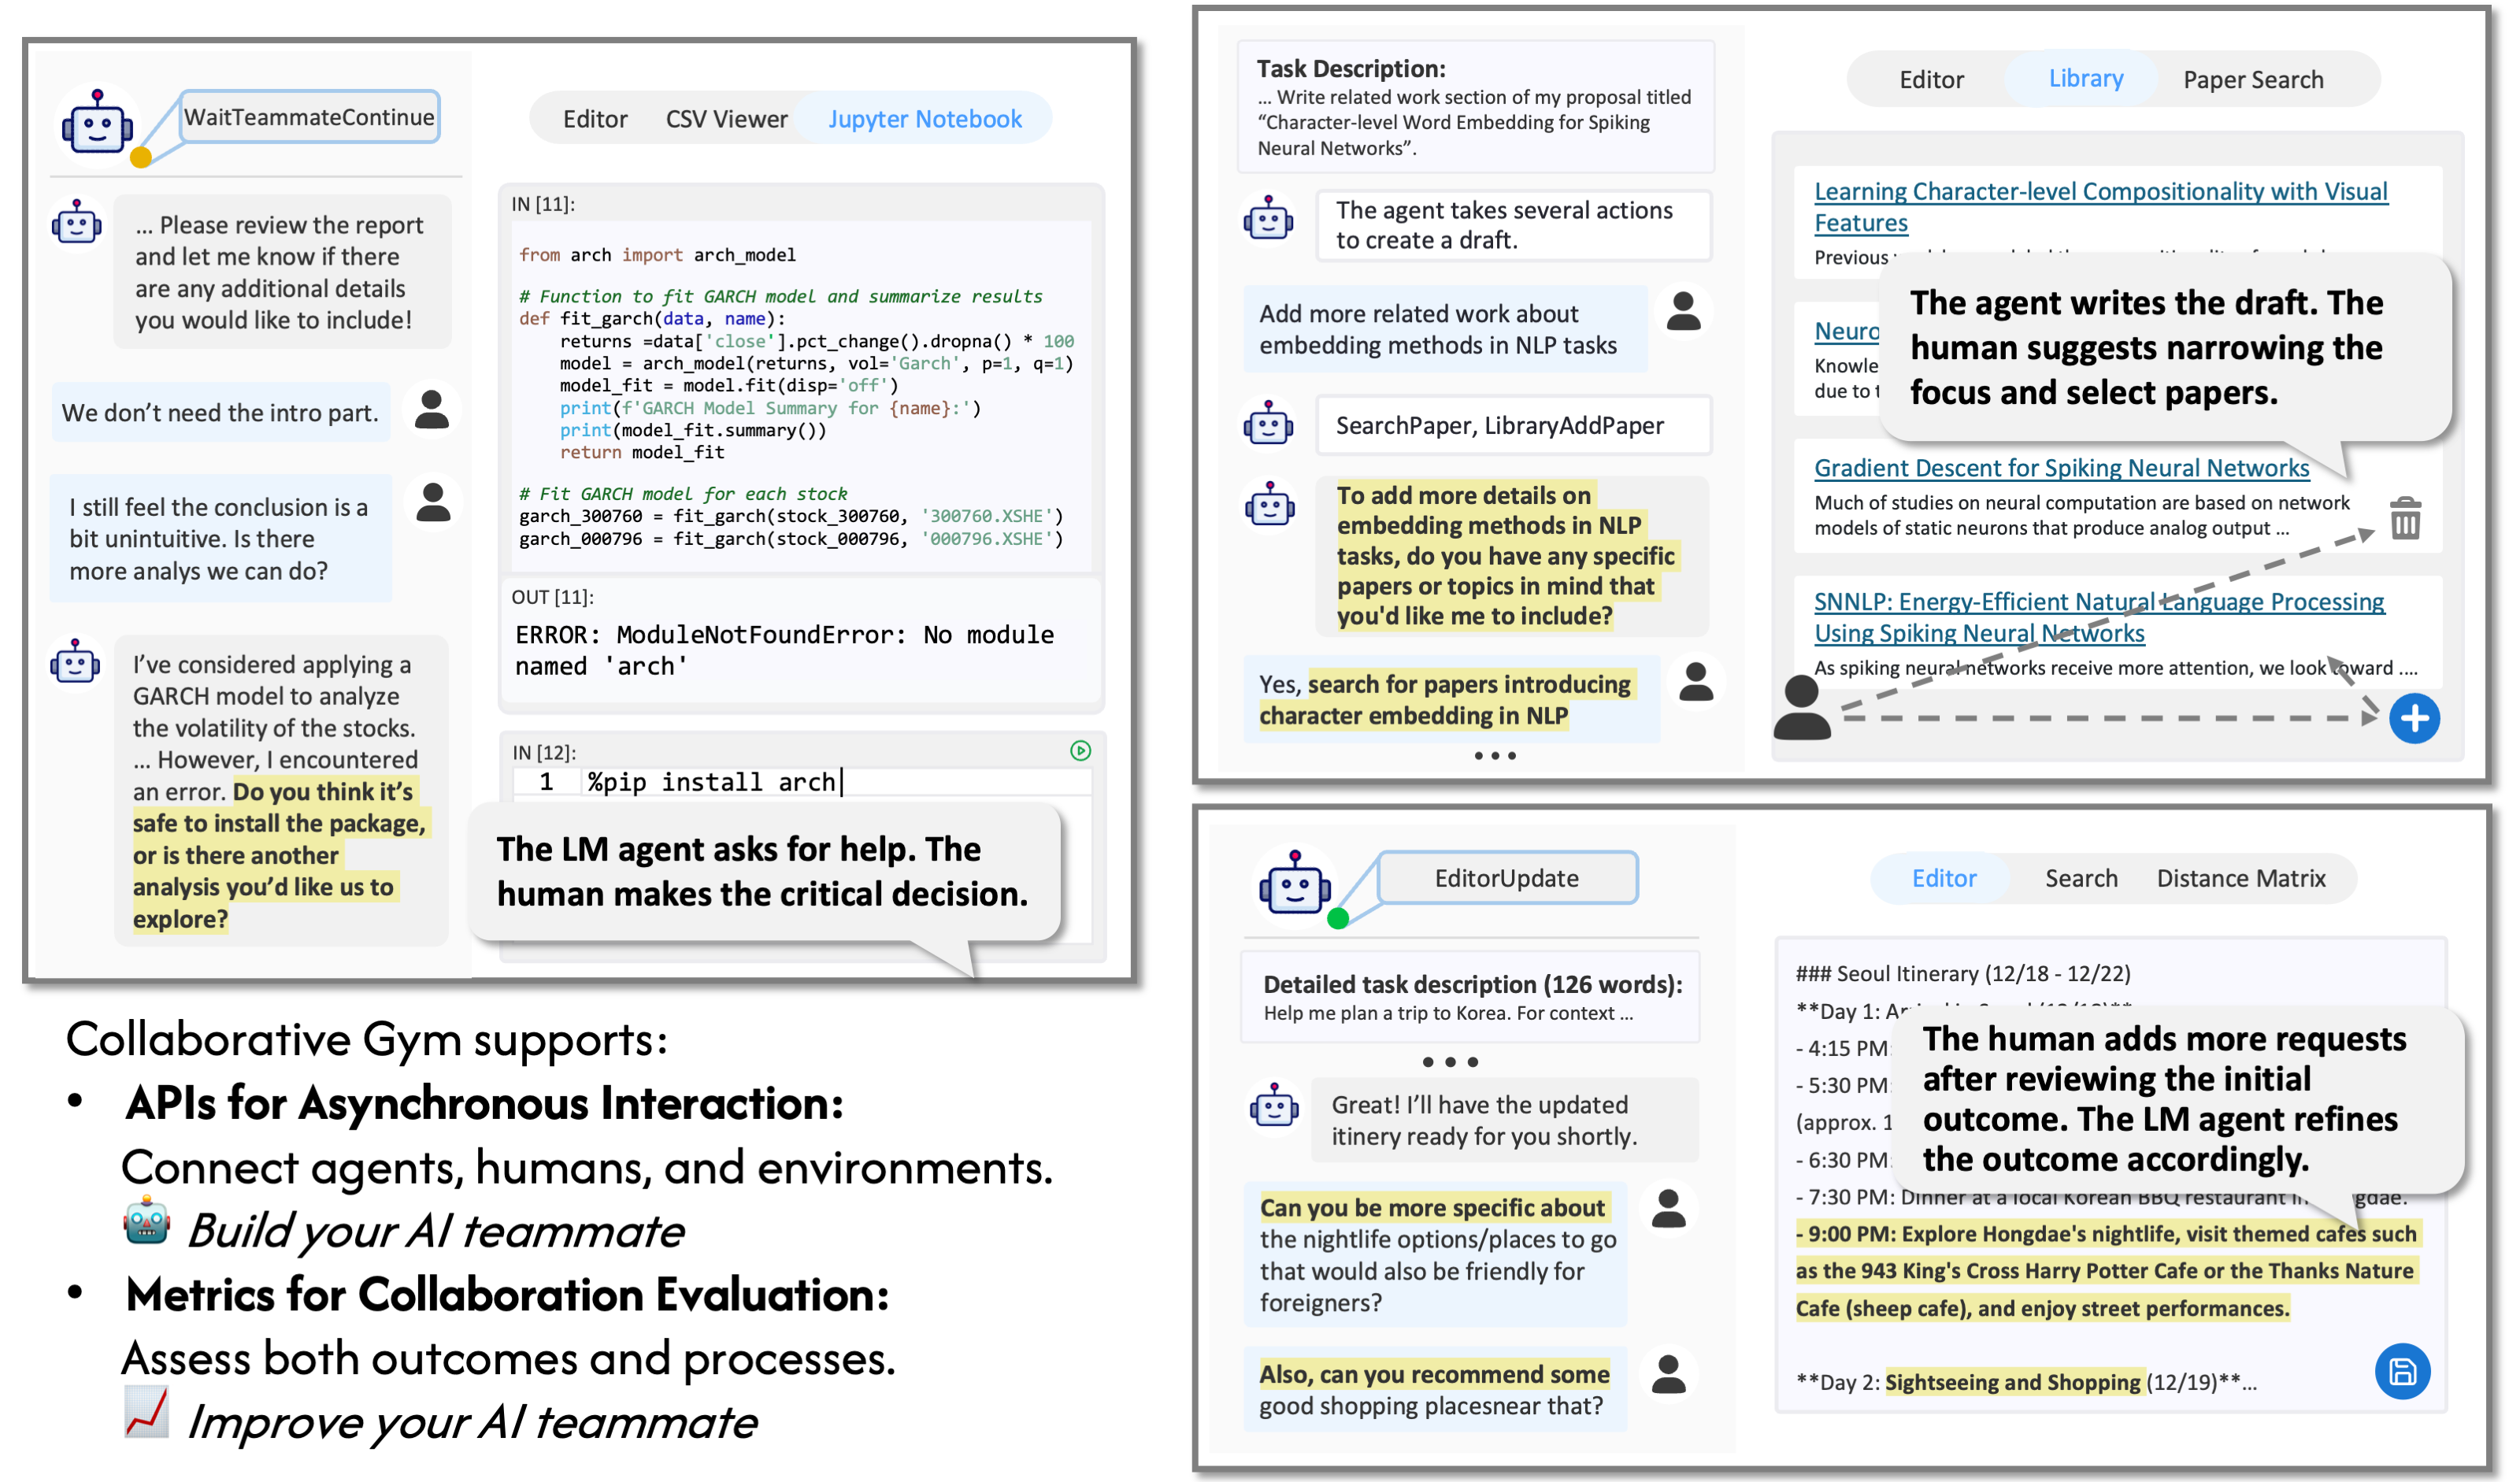 WaitTeammateContinue
... Please review the report
and let me know if there
are any additional details
you would like to include!
We don't need the intro part.
I still feel the conclusion is a
bit unintuitive. Is there
more analys we can do?
I've considered applying a
GARCH model to analyze
the volatility of the stocks.
... However, I encountered
an error. Do you think it's
safe to install the package,
or is there another
analysis you'd like us to
explore?
Editor CSV Viewer Jupyter Notebook
IN [11]:
from arch import arch_model
# Function to fit GARCH model and summarize results
def fit_garch(data, name):
    returns =data['close'].pct_change().dropna() * 100
    model = arch_model(returns, vol='Garch', p=1, q=1)
    model_fit = model.fit(disp='off')
    print(f'GARCH Model Summary for {name}:')
    print(model_fit.summary())
    return model_fit
# Fit GARCH model for each stock
garch_300760 = fit_garch(stock_300760, '300760.XSHE')
garch_000796 = fit_garch(stock_000796, '000796.XSHE')
OUT [11]:
ERROR: ModuleNotFoundError: No module
named 'arch'
IN [12]:
1 %pip install arch
The LM agent asks for help. The
human makes the critical decision.
Collaborative Gym supports:
• APIs for Asynchronous Interaction:
Connect agents, humans, and environments.
Build your AI teammate
• Metrics for Collaboration Evaluation:
Assess both outcomes and processes.
Improve your AI teammate
Task Description:
... Write related work section of my proposal titled
“Character-level Word Embedding for Spiking
Neural Networks”.
The agent takes several actions
to create a draft.
Add more related work about
embedding methods in NLP tasks
SearchPaper, LibraryAddPaper
To add more details on
embedding methods in NLP
tasks, do you have any specific
papers or topics in mind that
you'd like me to include?
Yes, search for papers introducing
character embedding in NLP
...
Editor Library Paper Search
Learning Character-level Compositionality with Visual
Features
Previous
The agent writes the draft. The
human suggests narrowing the
focus and select papers.
Neuro
Knowle
due to t
Gradient Descent for Spiking Neural Networks
Much of studies on neural computation are based on network
models of static neurons that produce analog output ...
SNNLP: Energy-Efficient Natural Language Processing
Using Spiking Neural Networks
As spiking neural networks receive more attention, we look toward ....
EditorUpdate
Detailed task description (126 words):
Help me plan a trip to Korea. For context ...
...
Great! I'll have the updated
itinery ready for you shortly.
Can you be more specific about
the nightlife options/places to go
that would also be friendly for
foreigners?
Also, can you recommend some
good shopping placesnear that?
Editor Search Distance Matrix
### Seoul Itinerary (12/18 - 12/22)
**Day 1:
- 4:15 PM:
- 5:30 PM:
(approx. 1
- 6:30 PM:
- 7:30 PM: Dinner at a local Korean BBQ restaurant in
The human adds more requests
after reviewing the initial
outcome. The LM agent refines
the outcome accordingly.
- 9:00 PM: Explore Hongdae's nightlife, visit themed cafes such
as the 943 King's Cross Harry Potter Cafe or the Thanks Nature
Cafe (sheep cafe), and enjoy street performances.
**Day 2: Sightseeing and Shopping (12/19)**...